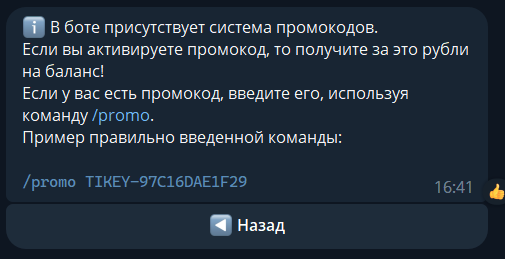 ℹ️ В боте присутствует система промокодов.
Если вы активируете промокод, то получите за это рубли
на баланс!
Если у вас есть промокод, введите его, используя
команду /promo.
Пример правильно введенной команды:
/promo TIKEY-97C16DAE1F29
16:41
Назад